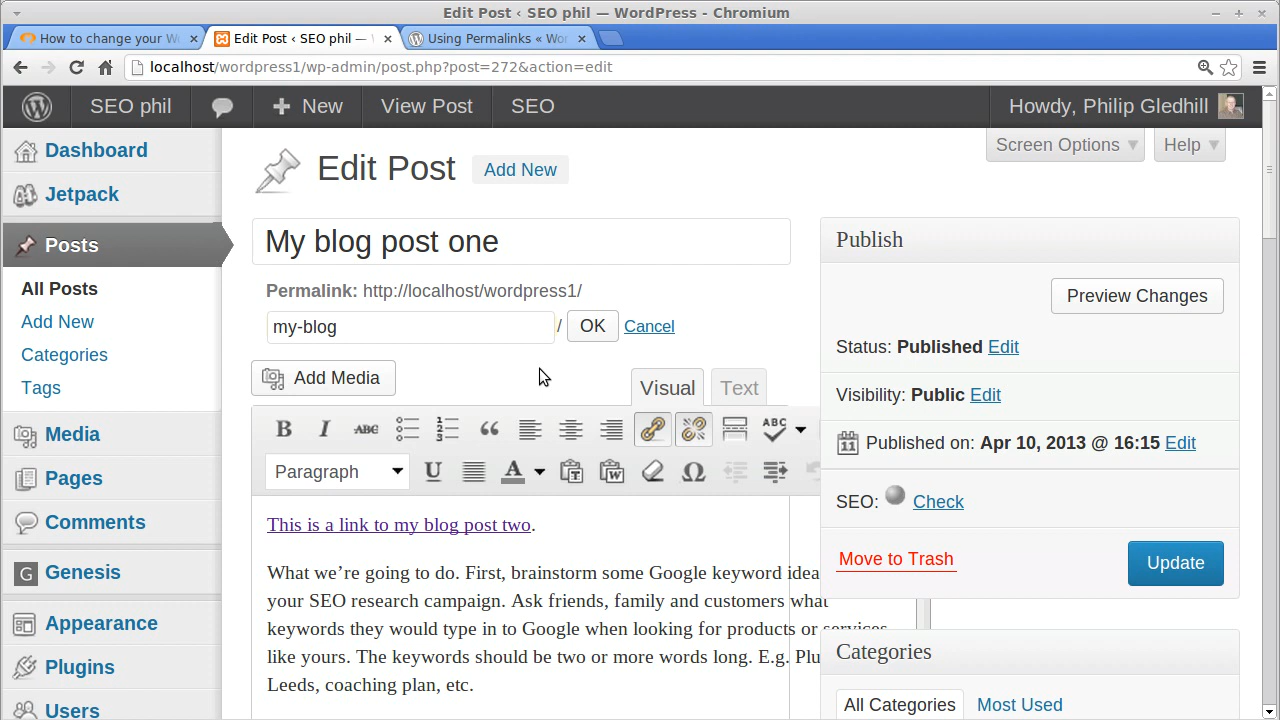 Edit Post ‹ SEO phil — WordPress - Chromium
How to change your W
Edit Post ‹ SEO phil —
Using Permalinks « Wor
localhost/wordpress1/wp-admin/post.php?post=272&action=edit
SEO phil
New
View Post
SEO
Howdy, Philip Gledhill
Screen Options
Help
Dashboard
Jetpack
Posts
All Posts
Add New
Categories
Tags
Media
Pages
Comments
Genesis
Appearance
Plugins
Users
Edit Post
Add New
My blog post one
Permalink: http://localhost/wordpress1/
my-blog / OK Cancel
Add Media
Visual
Text
B I ABC ABC
Paragraph U A
This is a link to my blog post two.
What we're going to do. First, brainstorm some Google keyword idea
your SEO research campaign. Ask friends, family and customers what
keywords they would type in to Google when looking for products or services
like yours. The keywords should be two or more words long. E.g. Plu
Leeds, coaching plan, etc.
Publish
Preview Changes
Status: Published Edit
Visibility: Public Edit
11 Published on: Apr 10, 2013 @ 16:15 Edit
SEO: Check
Move to Trash
Update
Categories
All Categories
Most Used